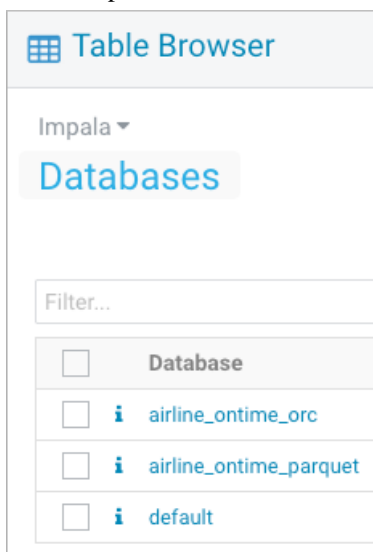 Table Browser
Impala
Databases
Filter...
Database
i airline_ontime_orc
i airline_ontime_parquet
i default